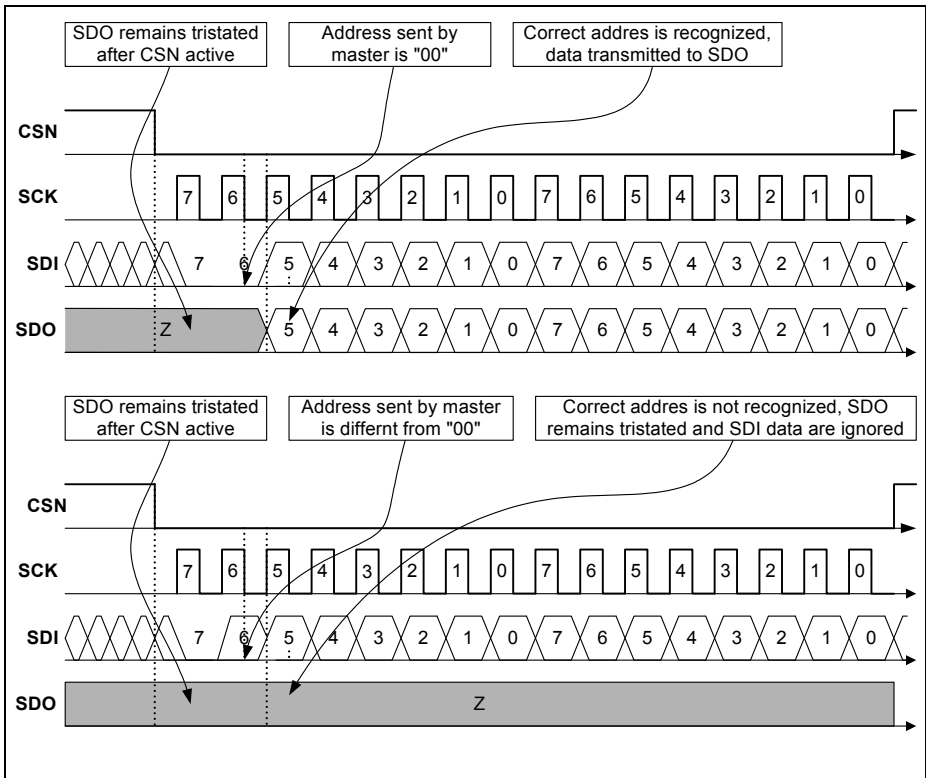 SDO remains tristated
after CSN active
Address sent by
master is "00"
Correct addres is recognized,
data transmitted to SDO
CSN
SCK
7 6 5 4 3 2 1 0 7 6 5 4 3 2 1 0
SDI
7 6 5 4 3 2 1 0 7 6 5 4 3 2 1 0
SDO
Z 5 4 3 2 1 0 7 6 5 4 3 2 1 0
SDO remains tristated
after CSN active
Address sent by master
is differnt from "00"
Correct addres is not recognized, SDO
remains tristated and SDI data are ignored
CSN
SCK
7 6 5 4 3 2 1 0 7 6 5 4 3 2 1 0
SDI
7 6 5 4 3 2 1 0 7 6 5 4 3 2 1 0
SDO
Z